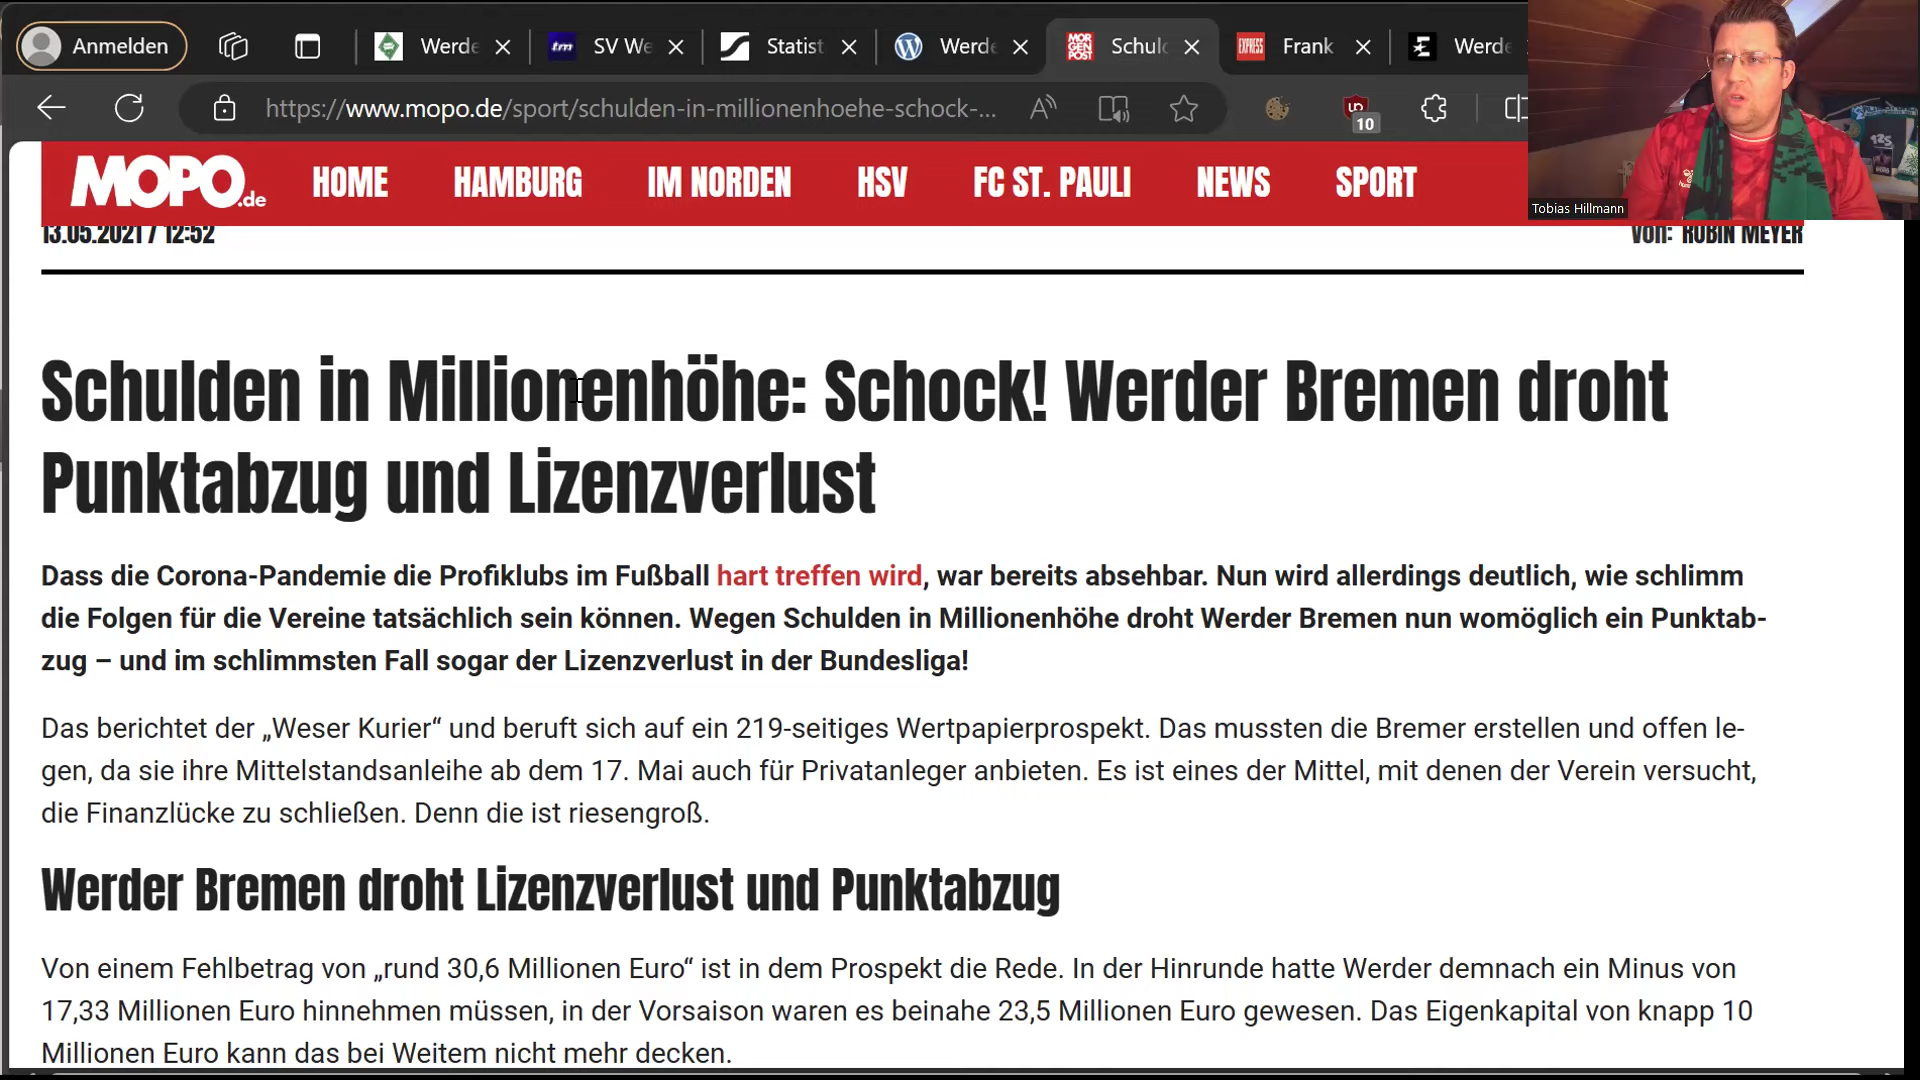 Anmelden
Werde
SV We
Statist
Werde
Schul
Frank
Werd
https://www.mopo.de/sport/schulden-in-millionenhoehe-schock-...
10
MOPO.de HOME HAMBURG IM NORDEN HSV FC ST. PAULI NEWS SPORT
Tobias Hillmann
13.05.2021 / 12:52
Von: ROBIN MEYER
Schulden in Millionenhöhe: Schock! Werder Bremen droht
Punktabzug und Lizenzverlust
Dass die Corona-Pandemie die Profiklubs im Fußball hart treffen wird, war bereits absehbar. Nun wird allerdings deutlich, wie schlimm
die Folgen für die Vereine tatsächlich sein können. Wegen Schulden in Millionenhöhe droht Werder Bremen nun womöglich ein Punktab-
zug – und im schlimmsten Fall sogar der Lizenzverlust in der Bundesliga!
Das berichtet der „Weser Kurier“ und beruft sich auf ein 219-seitiges Wertpapierprospekt. Das mussten die Bremer erstellen und offen le-
gen, da sie ihre Mittelstandsanleihe ab dem 17. Mai auch für Privatanleger anbieten. Es ist eines der Mittel, mit denen der Verein versucht,
die Finanzlücke zu schließen. Denn die ist riesengroß.
Werder Bremen droht Lizenzverlust und Punktabzug
Von einem Fehlbetrag von „rund 30,6 Millionen Euro“ ist in dem Prospekt die Rede. In der Hinrunde hatte Werder demnach ein Minus von
17,33 Millionen Euro hinnehmen müssen, in der Vorsaison waren es beinahe 23,5 Millionen Euro gewesen. Das Eigenkapital von knapp 10
Millionen Euro kann das bei Weitem nicht mehr decken.